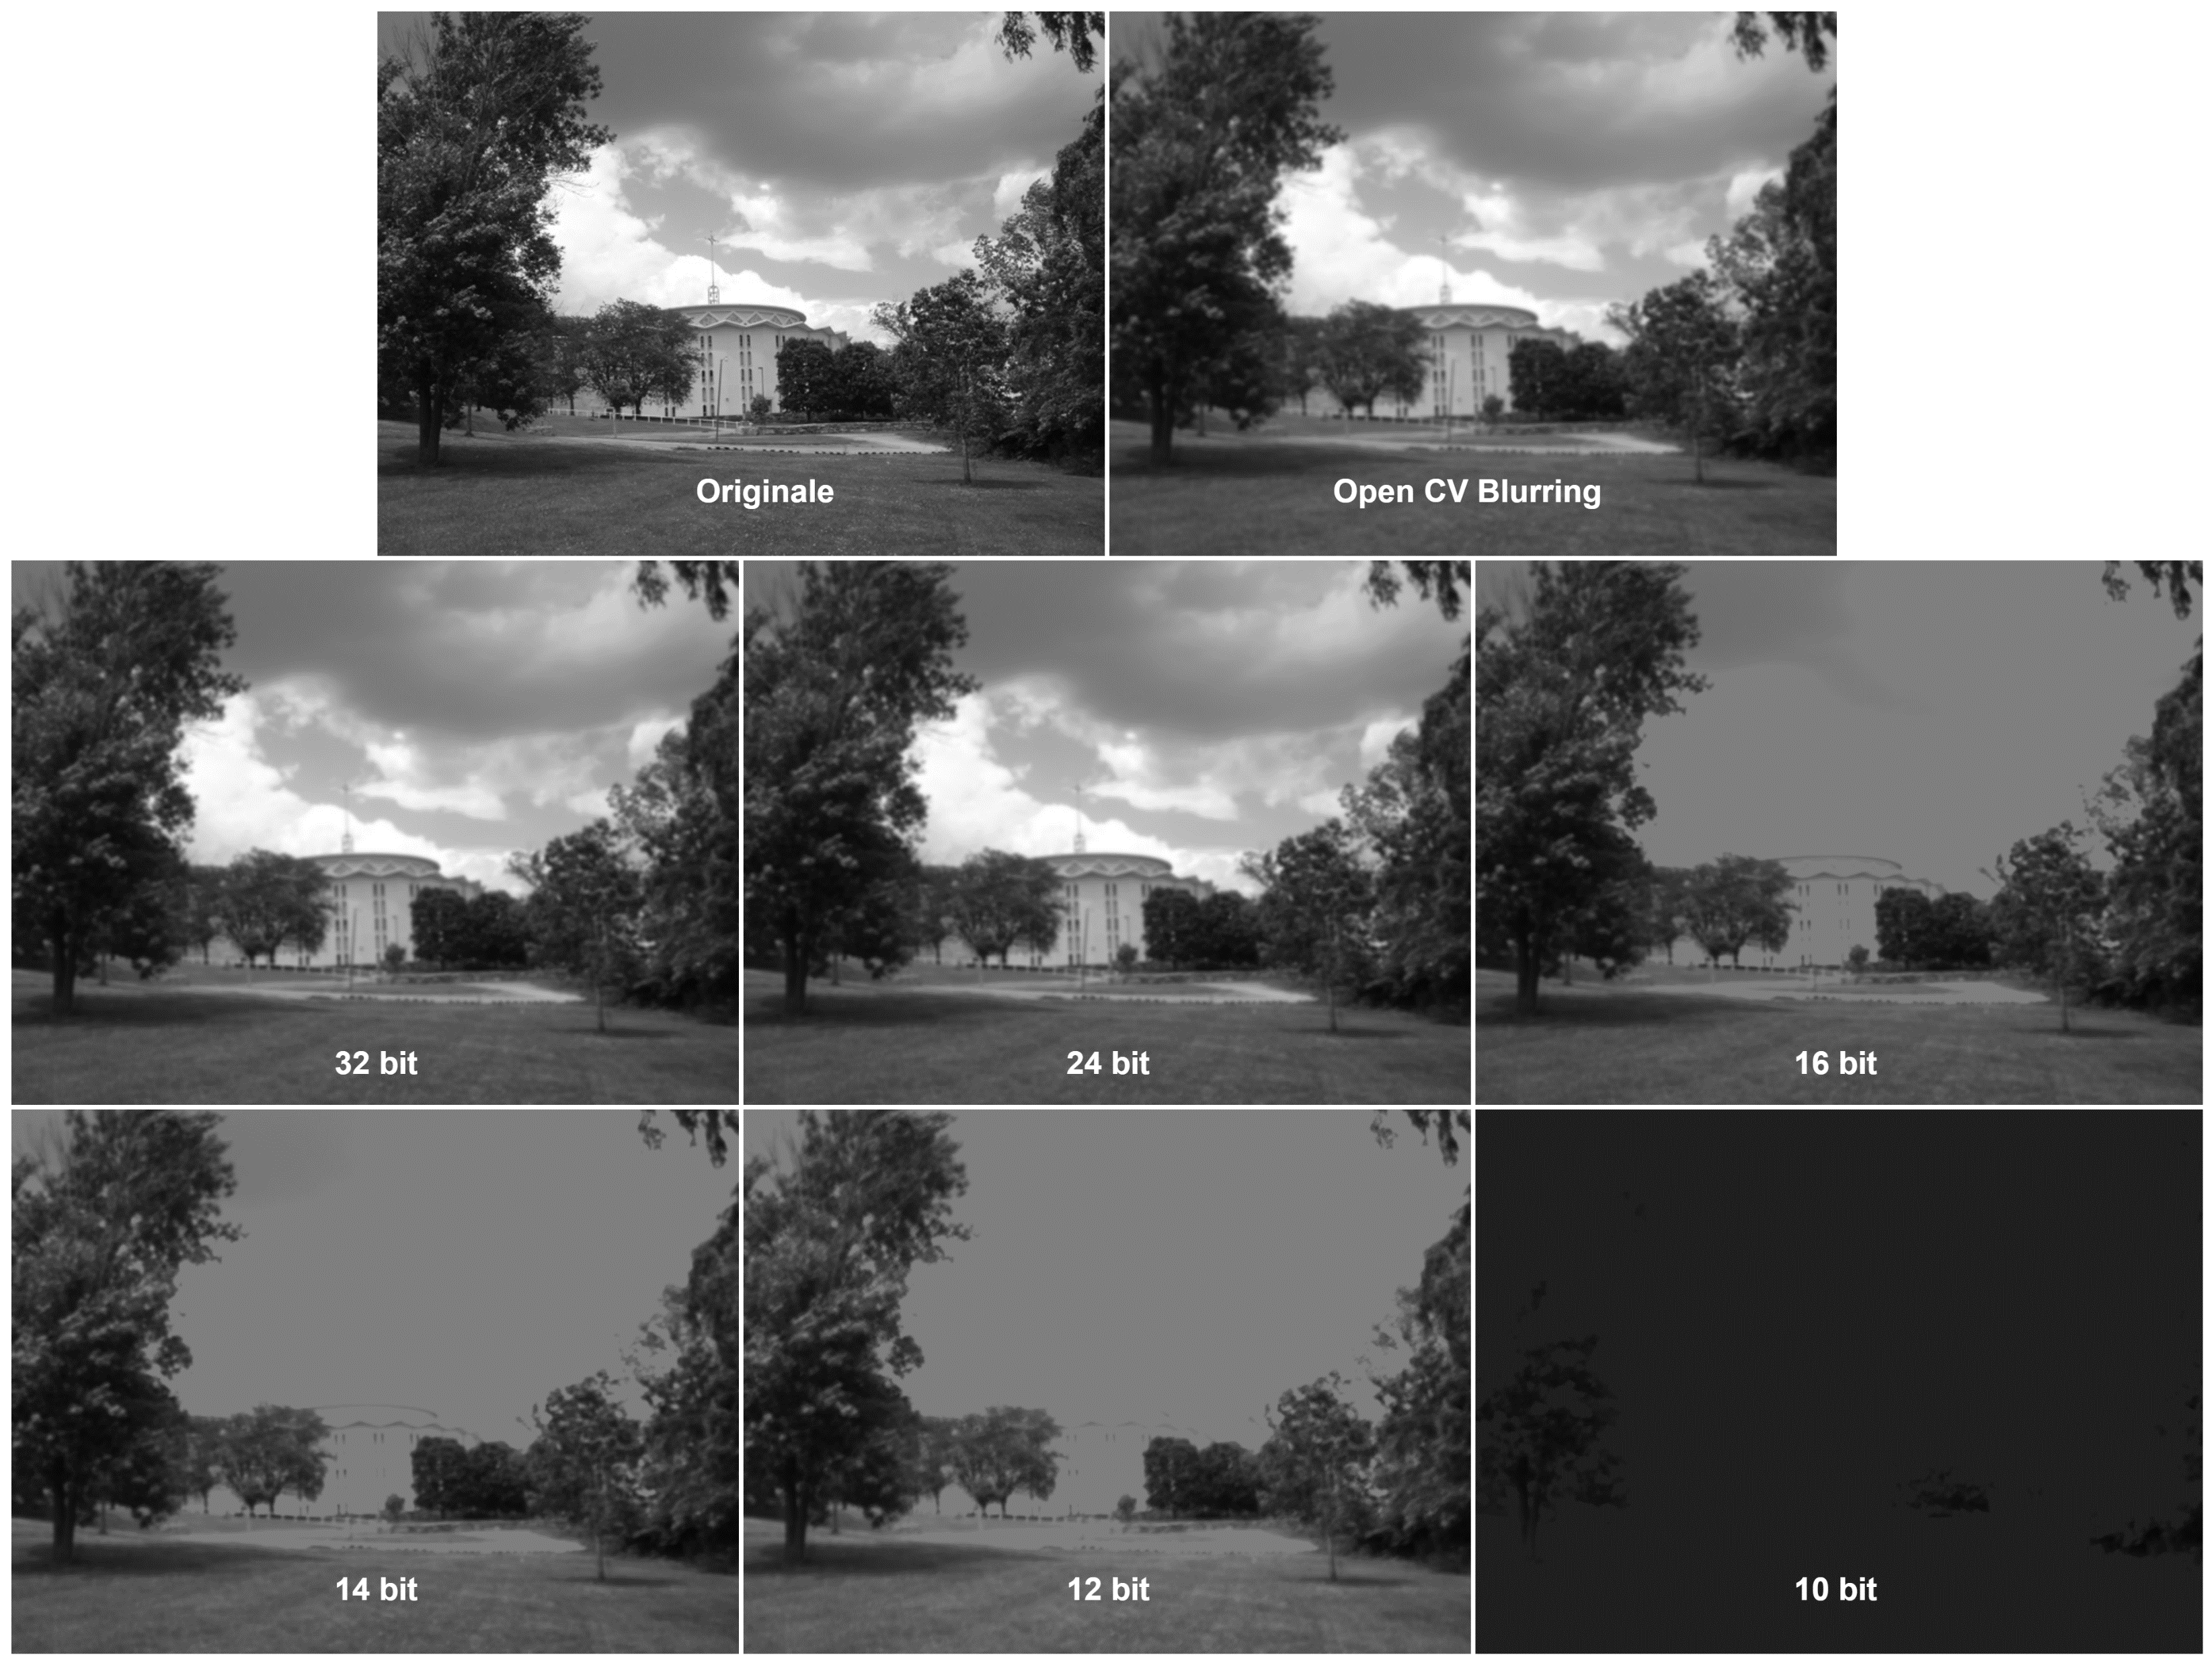 Originale
Open CV Blurring
32 bit
24 bit
16 bit
14 bit
12 bit
10 bit